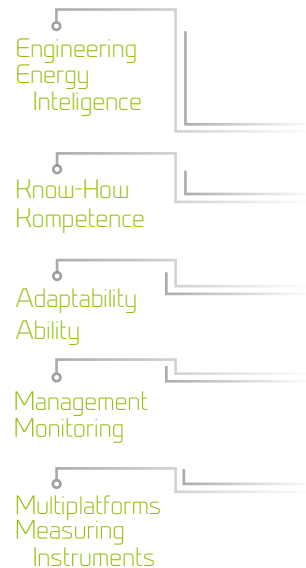 Engineering
Energy
Inteligence
Know-How
Kompetence
Adaptability
Ability
Management
Monitoring
Multiplatforms
Measuring
Instruments